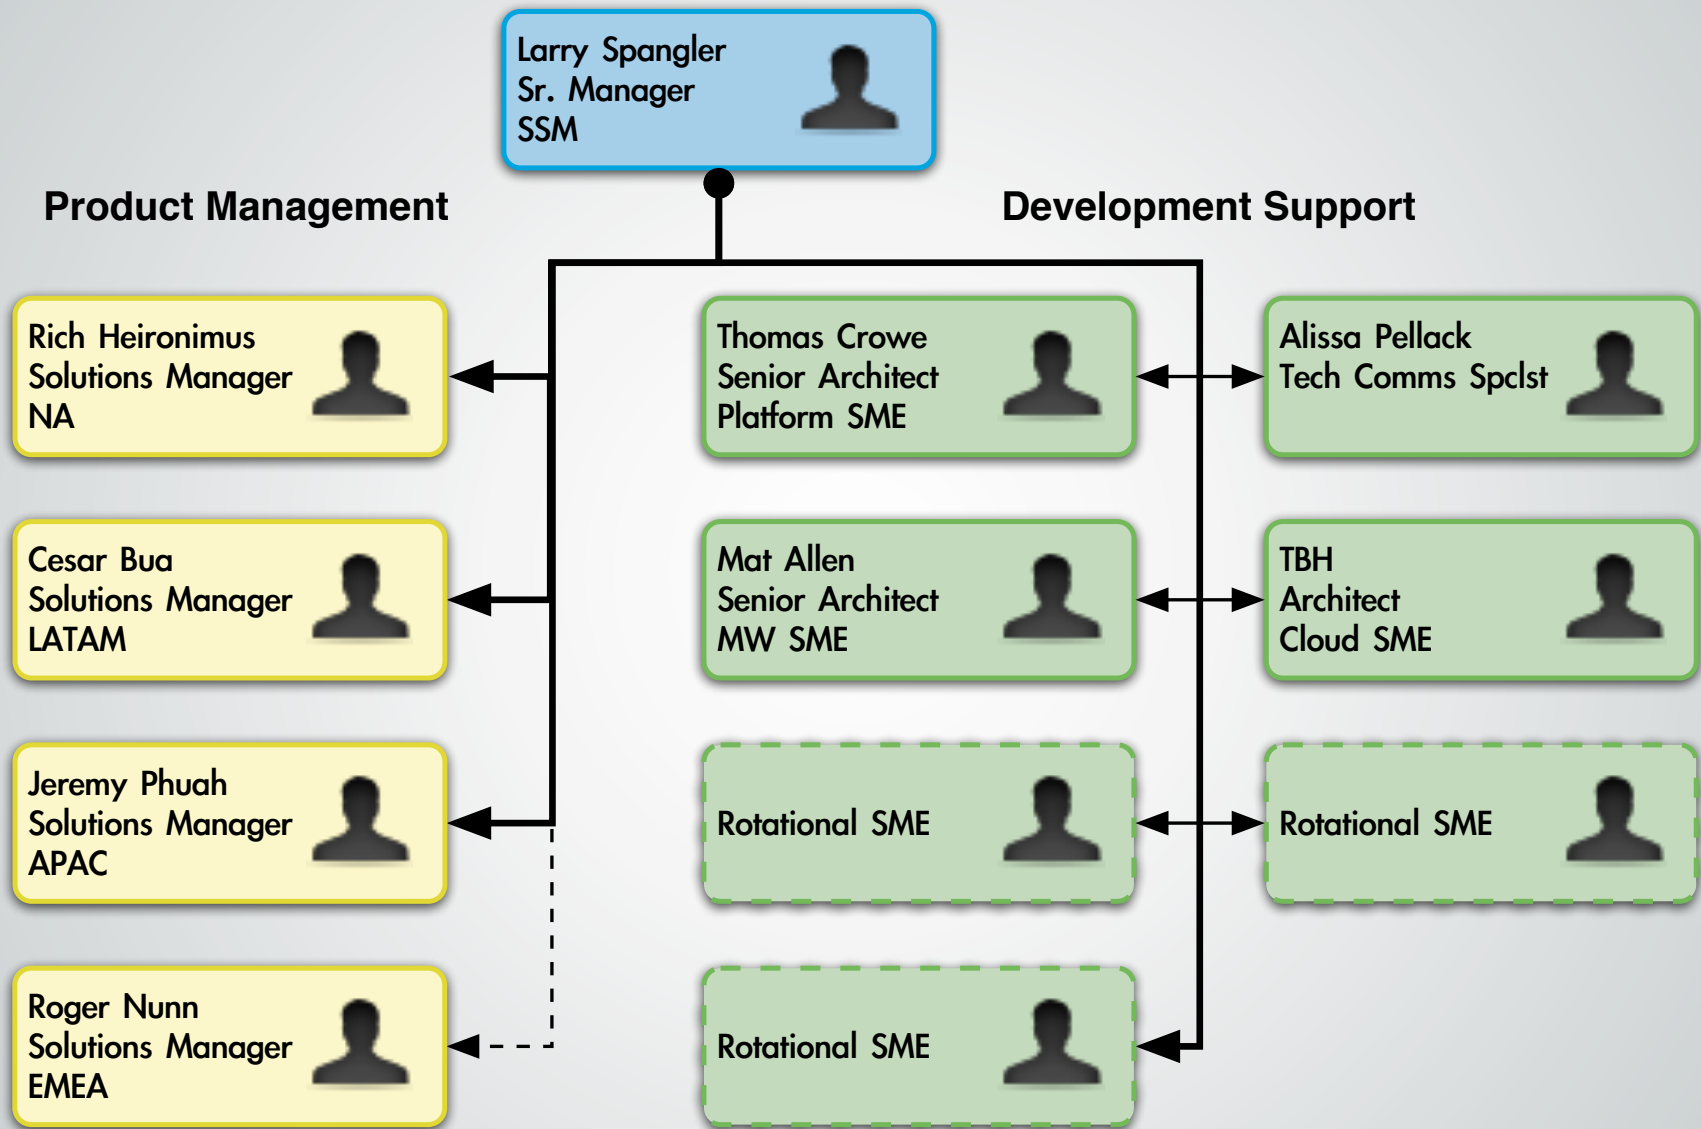 Larry Spangler
Sr. Manager
SSM
Product Management
Development Support
Rich Heironimus
Solutions Manager
NA
Thomas Crowe
Senior Architect
Platform SME
Alissa Pellack
Tech Comms Spclst
Cesar Bua
Solutions Manager
LATAM
Mat Allen
Senior Architect
MW SME
TBH
Architect
Cloud SME
Jeremy Phuah
Solutions Manager
APAC
Rotational SME
Rotational SME
Roger Nunn
Solutions Manager
EMEA
Rotational SME